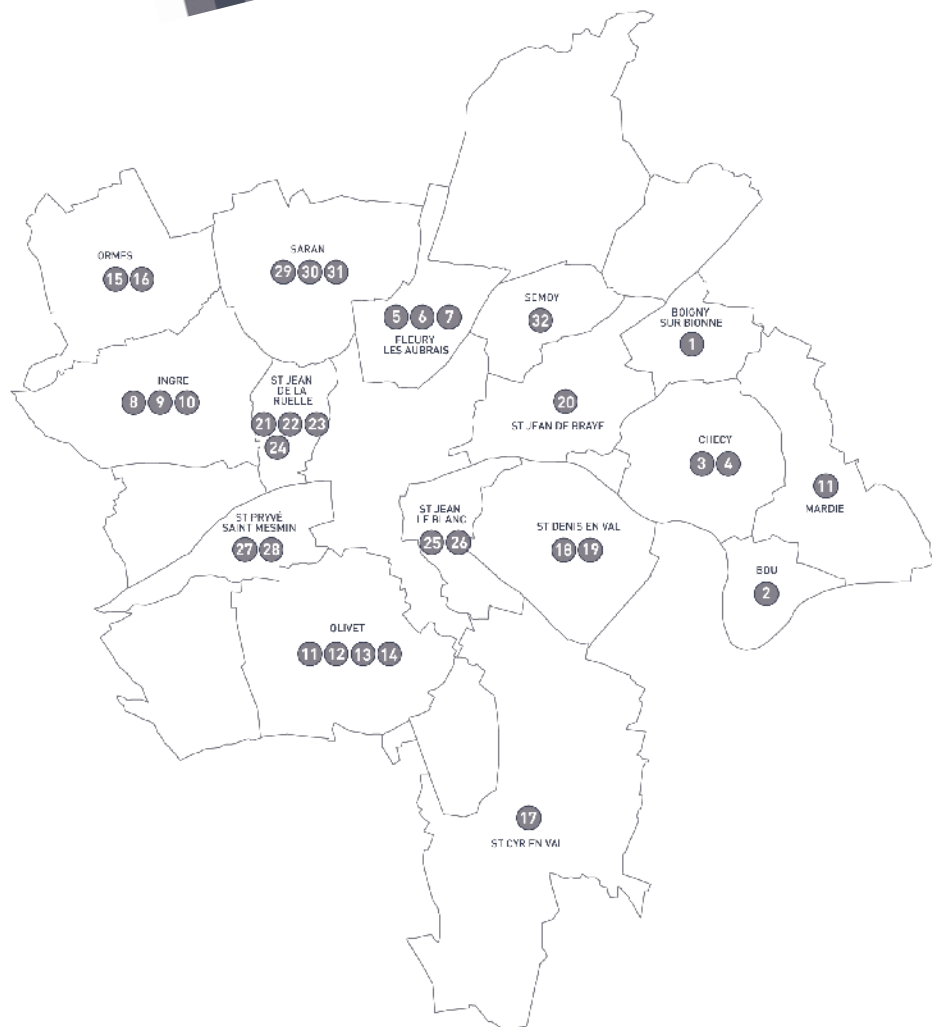 ORMES
15 16
SARAN
29 30 31
5 6 7
FLEURY
LES AUBRAIS
SEMOY
32
BOIGNY
SUR BIONNE
1
INGRE
8 9 10
ST JEAN
DE LA
RUELLE
21 22 23
24
20
ST JEAN DE BRAYE
CHECY
3 4
11
MARDIE
ST PRYVÉ
SAINT MESMIN
27 28
ST JEAN
LE BLANC
25 26
ST DENIS EN VAL
18 19
BOU
2
OLIVET
11 12 13 14
17
ST CYR EN VAL